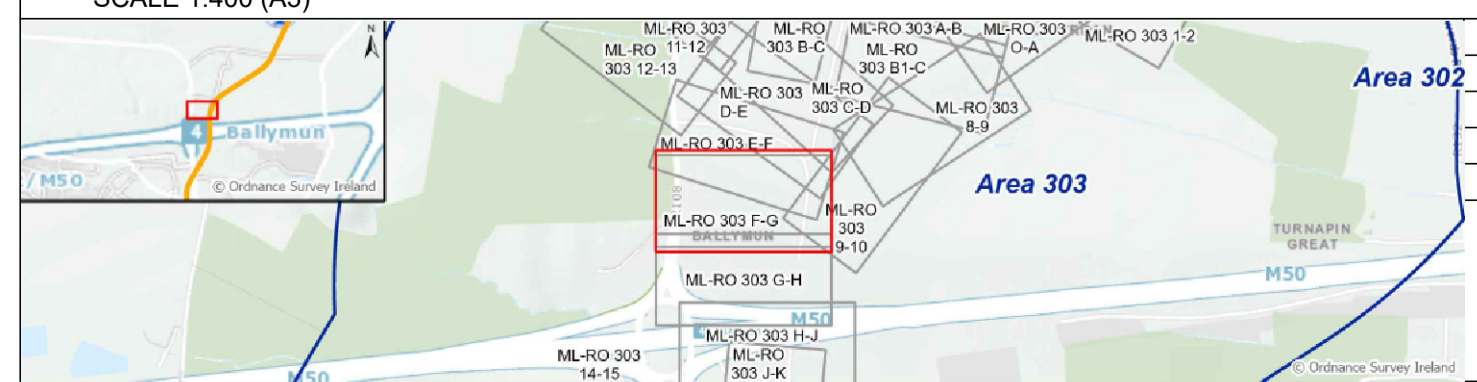 SCALE 1:400 (A3)
N
4
Ballymun
M50
© Ordnance Survey Ireland
ML-RO 303
11-12
ML-RO
303 12-13
ML-RO
303 B-C
ML-RO 303 A-B
ML-RO
303 B1-C
ML-RO 303
O-A
ML-RO 303 1-2
Area 302
ML-RO 303
D-E
ML-RO
303 C-D
ML-RO 303
8-9
ML-RO 303 E-F
Area 303
108
ML-RO 303 F-G
BALLYMUN
ML-RO
303
9-10
TURNAPIN
GREAT
M50
ML-RO 303 G-H
M50
ML-RO 303 H-J
ML-RO 303
14-15
ML-RO
303 J-K
M50
© Ordnance Survey Ireland